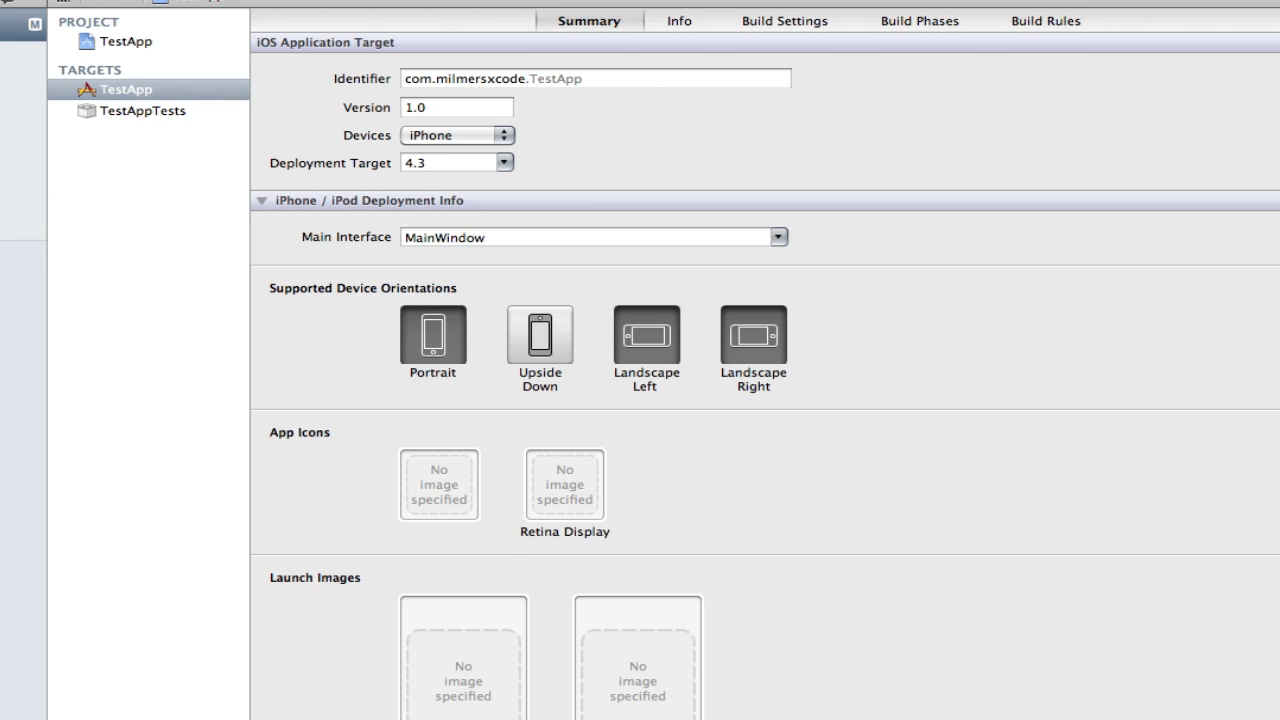 M
PROJECT
TestApp
TARGETS
TestApp
TestAppTests
Summary Info Build Settings Build Phases Build Rules
iOS Application Target
Identifier com.milmersxcode.TestApp
Version 1.0
Devices iPhone
Deployment Target 4.3
iPhone / iPod Deployment Info
Main Interface MainWindow
Supported Device Orientations
Portrait
Upside
Down
Landscape
Left
Landscape
Right
App Icons
No
image
specified
No
image
specified
Retina Display
Launch Images
No
image
specified
No
image
specified